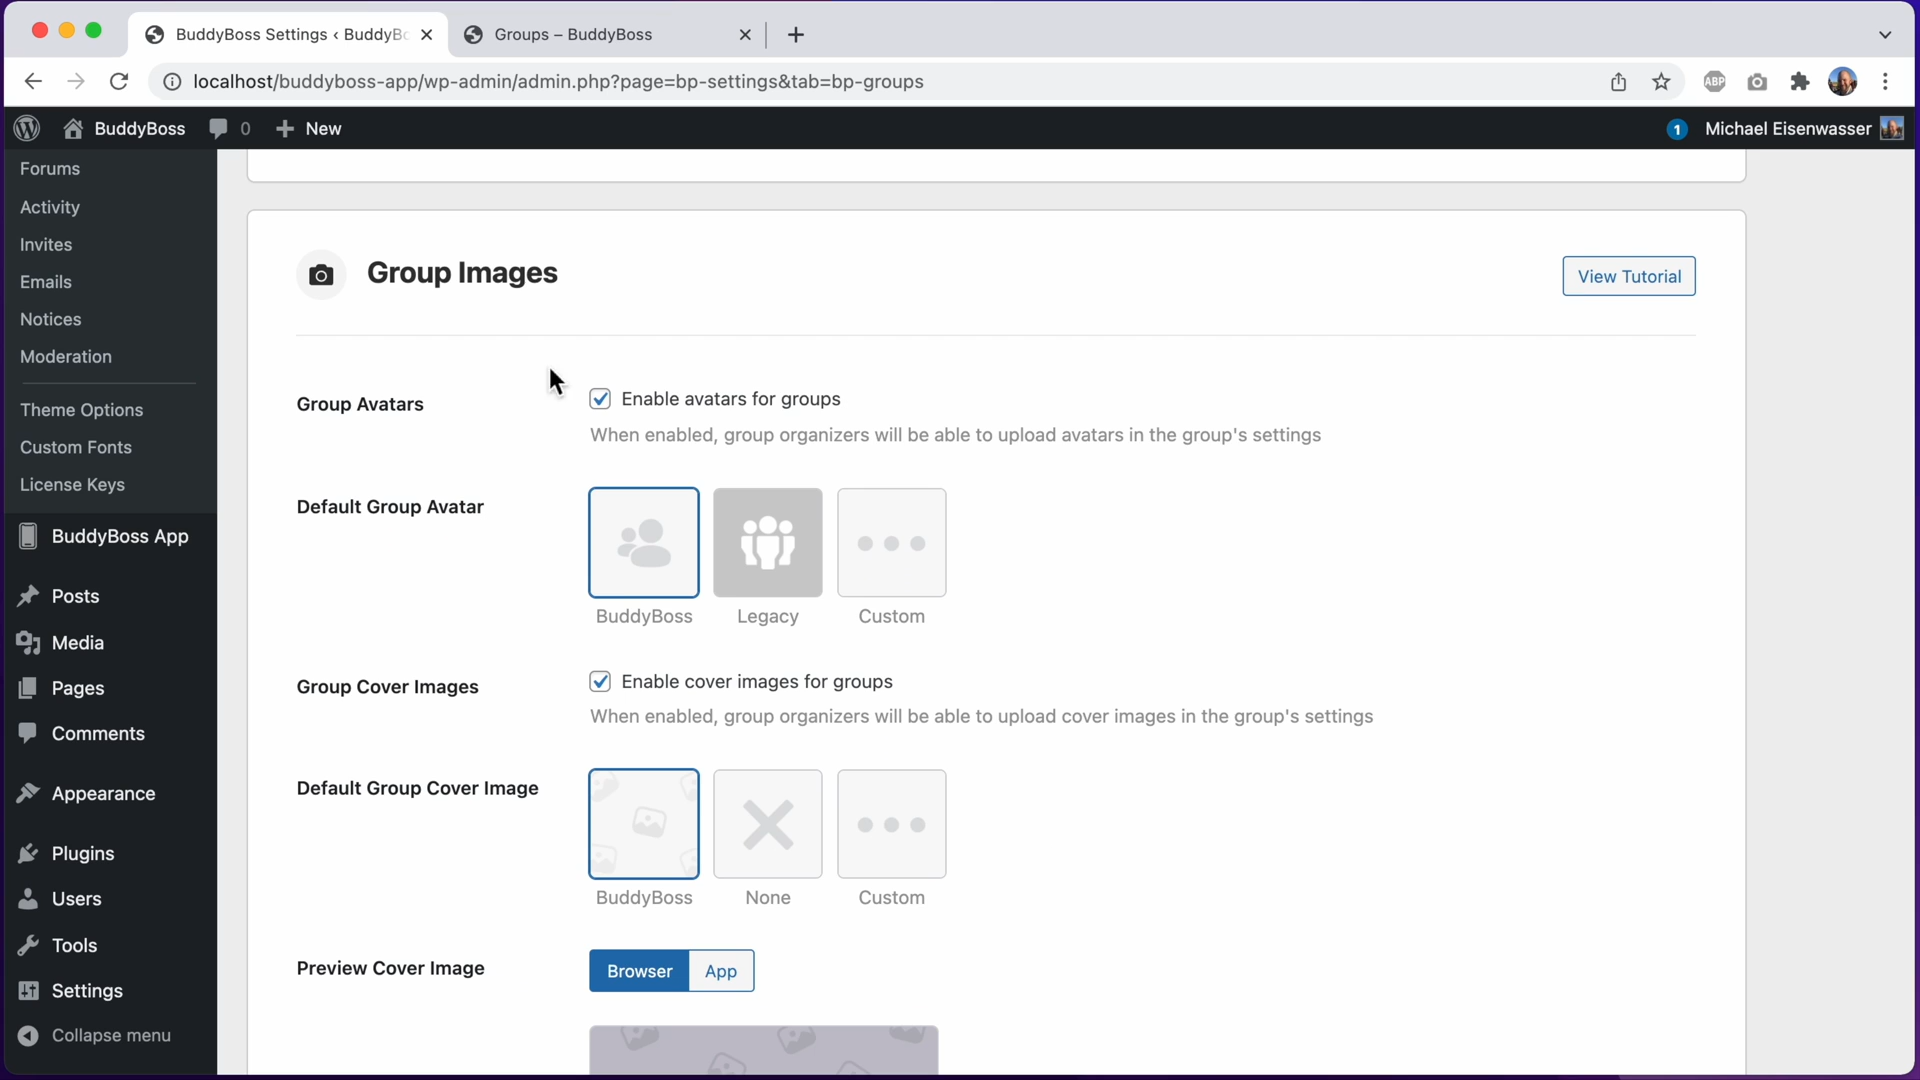 BuddyBoss Settings ‹ BuddyBo
Groups – BuddyBoss
localhost/buddyboss-app/wp-admin/admin.php?page=bp-settings&tab=bp-groups
ABP
BuddyBoss
0
New
1
Michael Eisenwasser
Forums
Activity
Invites
Emails
Notices
Moderation
Theme Options
Custom Fonts
License Keys
BuddyBoss App
Posts
Media
Pages
Comments
Appearance
Plugins
Users
Tools
Settings
Collapse menu
Group Images
View Tutorial
Group Avatars
Enable avatars for groups
When enabled, group organizers will be able to upload avatars in the group's settings
Default Group Avatar
BuddyBoss
Legacy
Custom
Group Cover Images
Enable cover images for groups
When enabled, group organizers will be able to upload cover images in the group's settings
Default Group Cover Image
BuddyBoss
None
Custom
Preview Cover Image
Browser
App